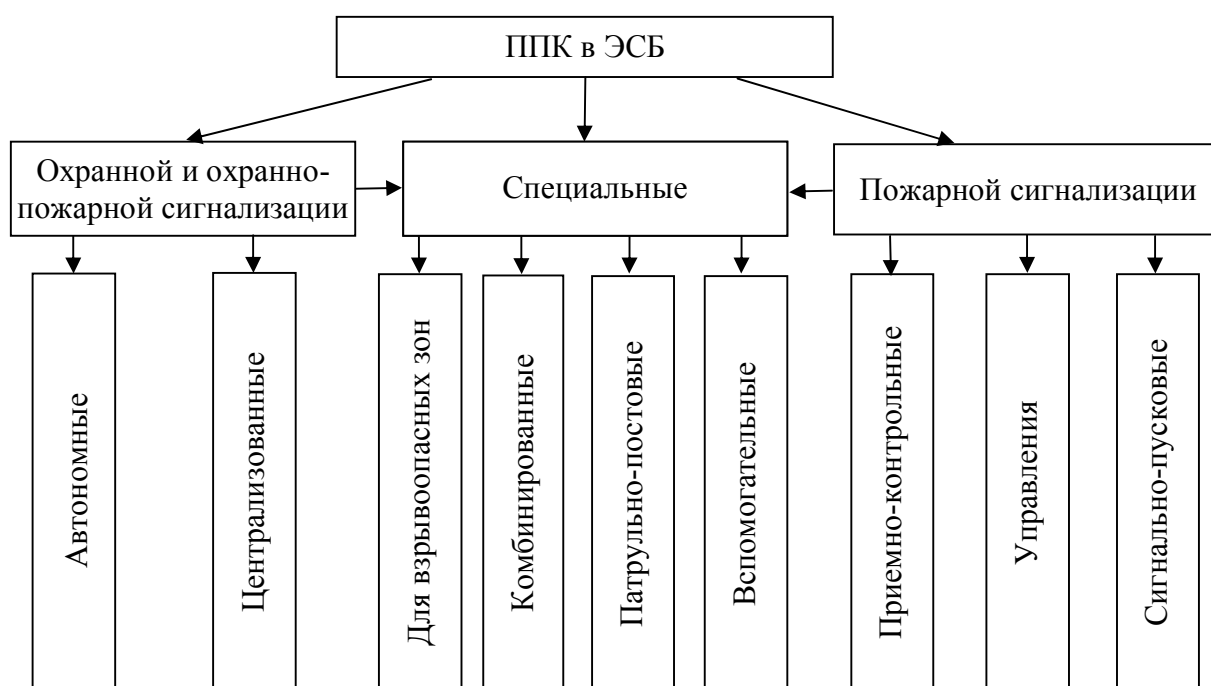 ППК в ЭСБ
Охранной и охранно-
пожарной сигнализации
Специальные
Пожарной сигнализации
Автономные
Централизованные
Для взрывоопасных зон
Комбинированные
Патрульно-постовые
Вспомогательные
Приемно-контрольные
Управления
Сигнально-пусковые